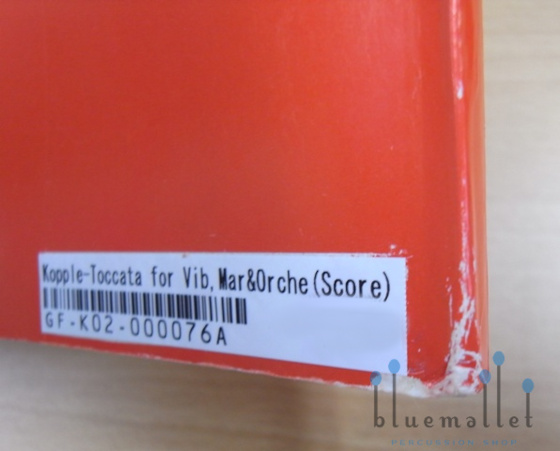 Kopple-Toccata for Vib,Mar&Orche(Score)
GF-K02-000076A
bluemallet
PERCUSSION SHOP